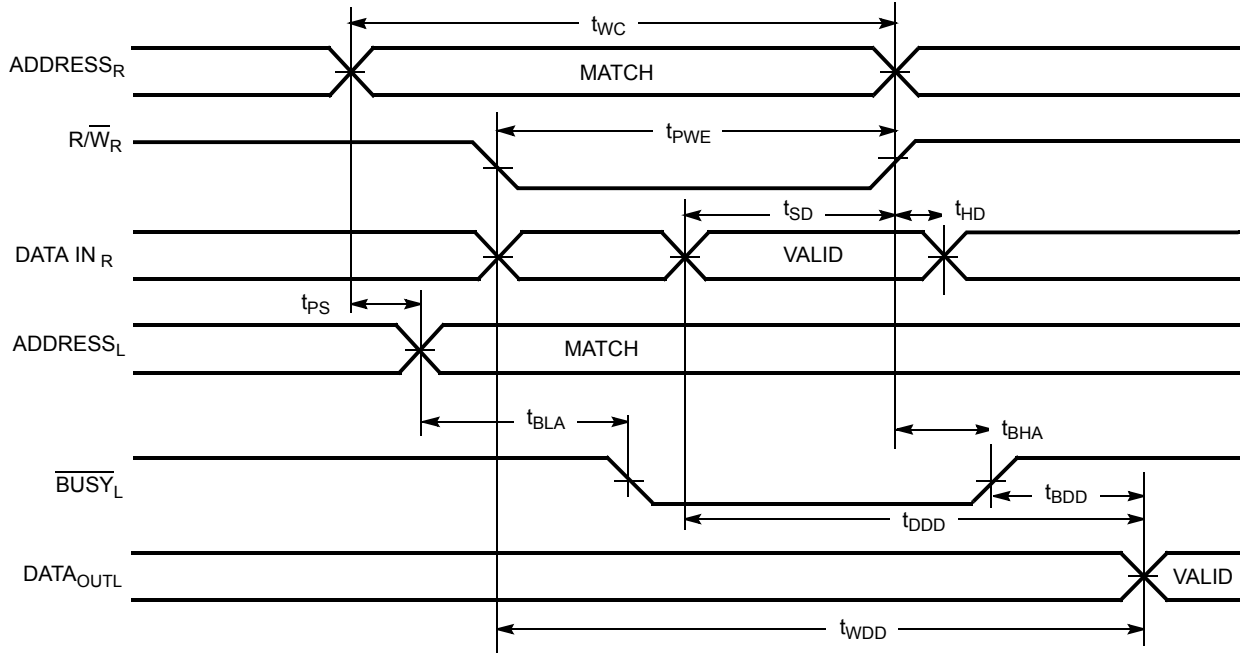 tWC
ADDRESSR
MATCH
R/W̅R
tPWE
tSD
tHD
DATA IN R
VALID
tPS
ADDRESSL
MATCH
tBLA
tBHA
B̅U̅S̅Y̅L
tBDD
tDDD
DATAOUTL
VALID
tWDD